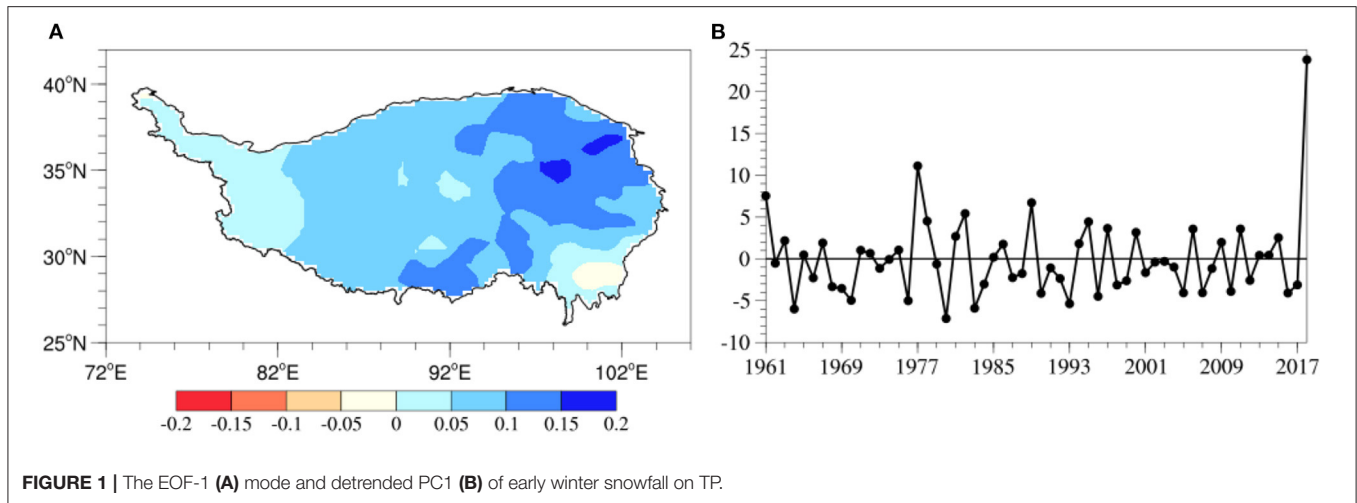 A
40°N
35°N
30°N
25°N
72°E 82°E 92°E 102°E
-0.2 -0.15 -0.1 -0.05 0 0.05 0.1 0.15 0.2
B
25
20
15
10
5
0
-5
-10
1961 1969 1977 1985 1993 2001 2009 2017
FIGURE 1 | The EOF-1 (A) mode and detrended PC1 (B) of early winter snowfall on TP.